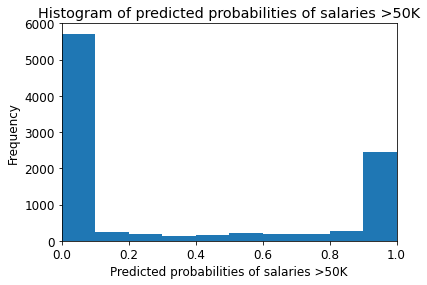 Histogram of predicted probabilities of salaries >50K
6000
5000
4000
3000
2000
1000
0
Frequency
0.0 0.2 0.4 0.6 0.8 1.0
Predicted probabilities of salaries >50K